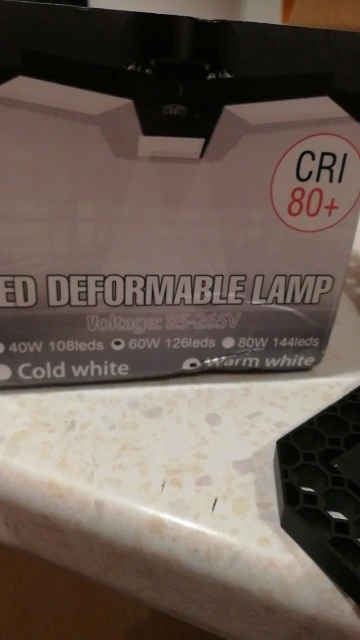 CRI
80+
ED DEFORMABLE LAMP
Voltage: 85-265V
40W 108leds 60W 126leds 80W 144leds
Cold white Warm white